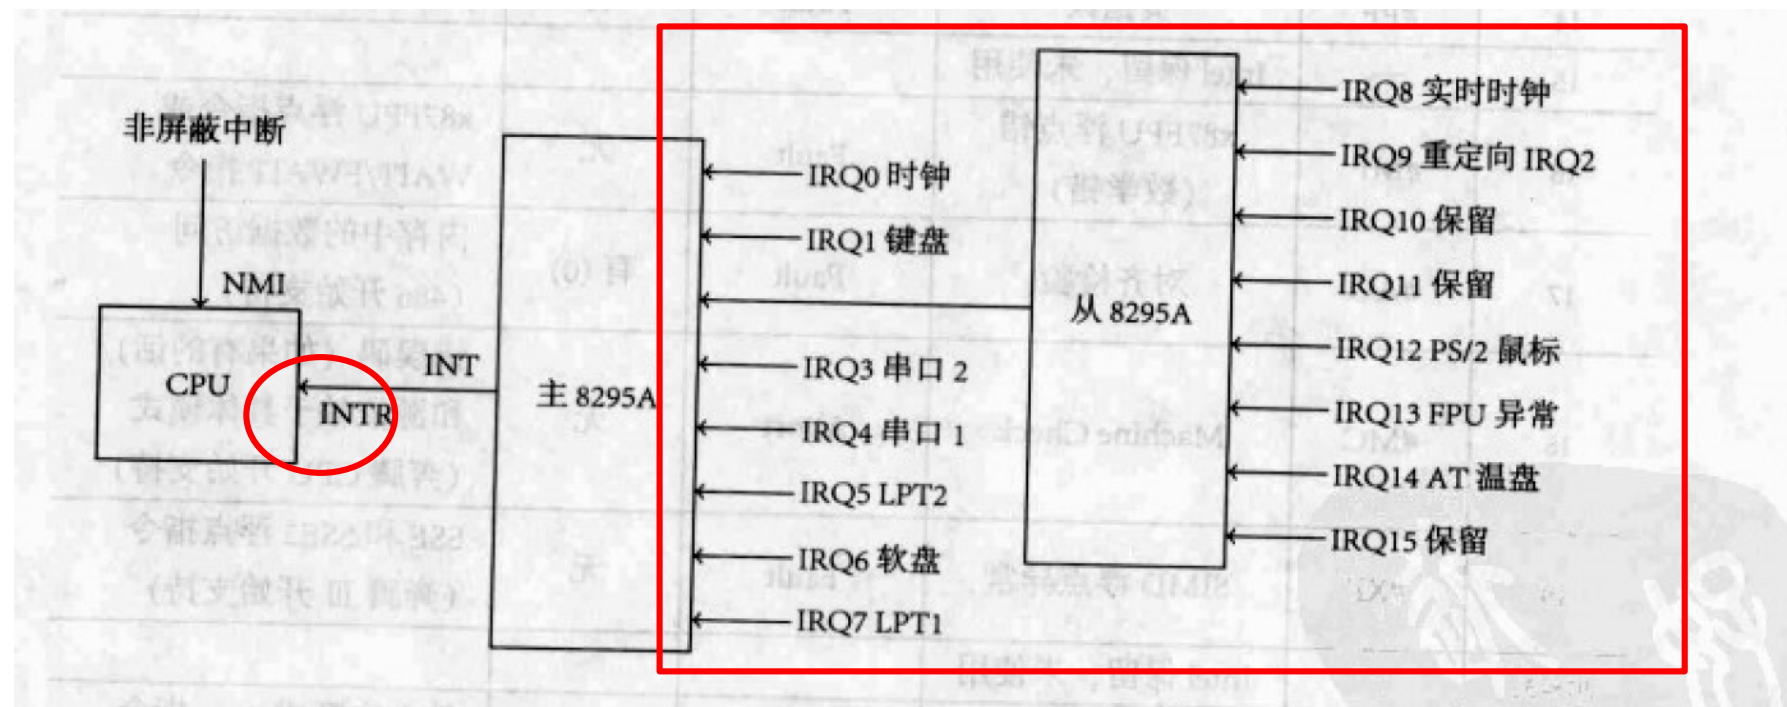 非屏蔽中断
NMI
CPU
INT
INTR
主 8295A
IRQ0 时钟
IRQ1 键盘
IRQ3 串口 2
IRQ4 串口 1
IRQ5 LPT2
IRQ6 软盘
IRQ7 LPT1
从 8295A
IRQ8 实时时钟
IRQ9 重定向 IRQ2
IRQ10 保留
IRQ11 保留
IRQ12 PS/2 鼠标
IRQ13 FPU 异常
IRQ14 AT 温盘
IRQ15 保留